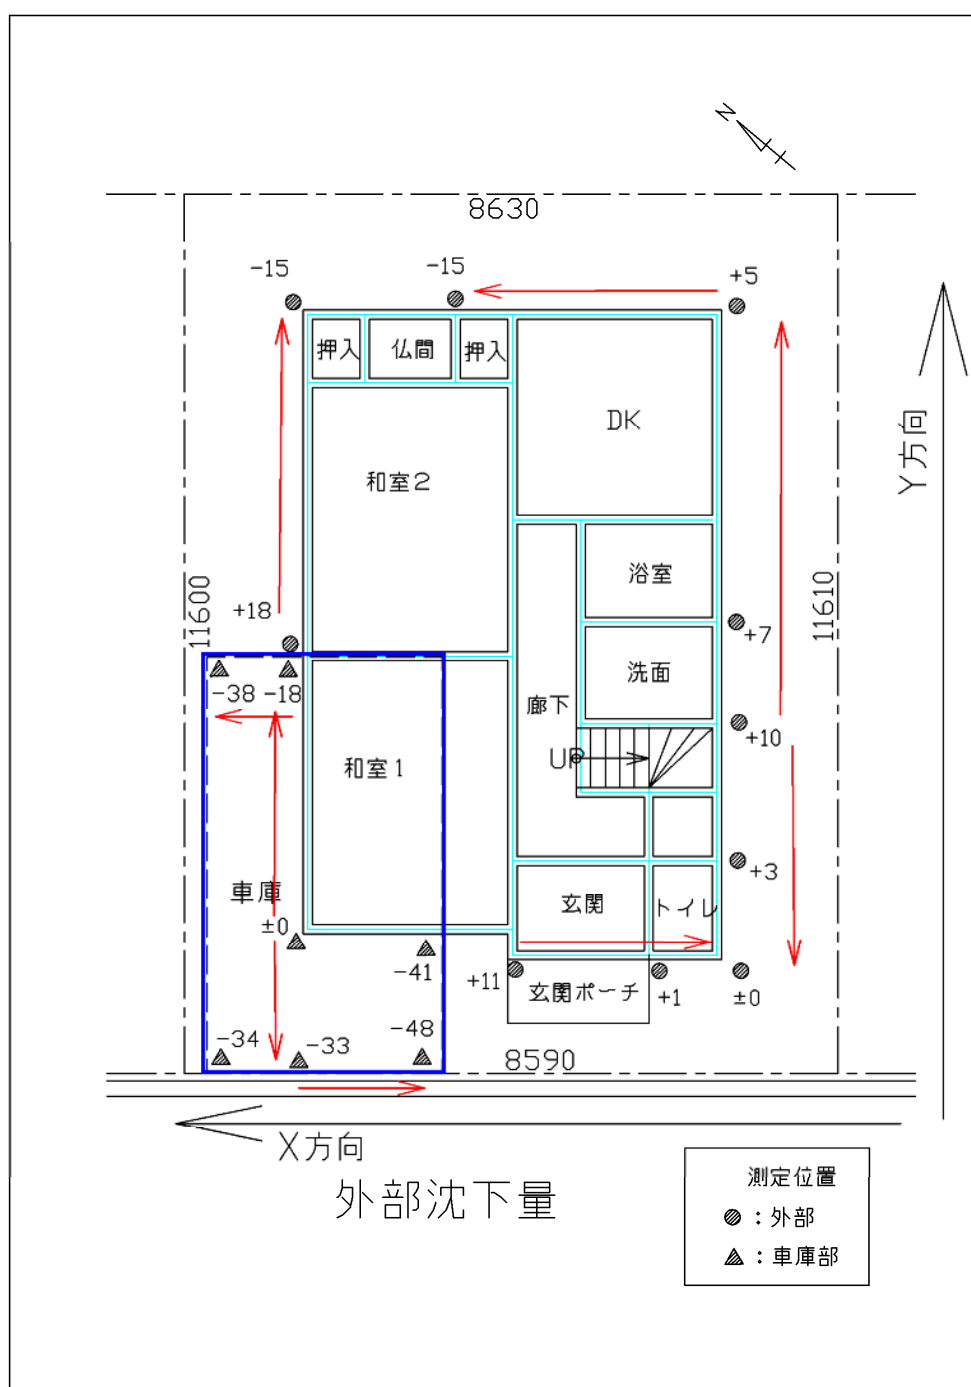 N
8630
-15
-15
+5
押入
仏間
押入
DK
Y方向
和室2
浴室
11600
11610
+18
+7
洗面
-38
-18
廊下
+10
UP
和室1
+3
車庫
玄関
トイレ
±0
-41
+11
玄関ポーチ
+1
±0
-34
-33
-48
8590
X方向
外部沈下量
測定位置
：外部
：車庫部